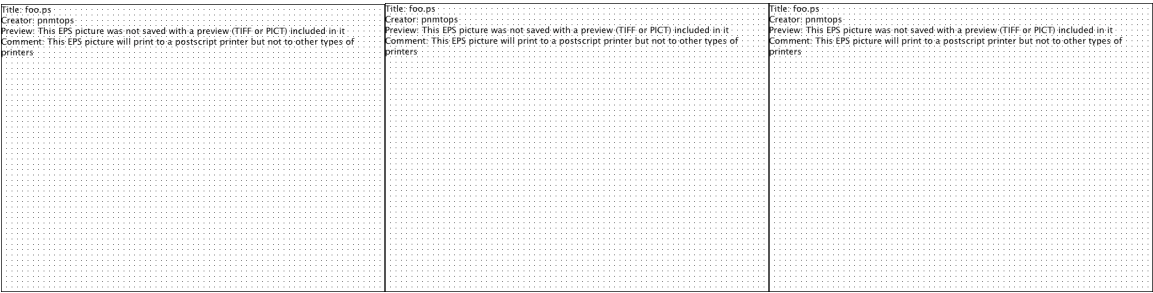 Title: foo.ps
Creator: pnmtops
Preview: This EPS picture was not saved with a preview (TIFF or PICT) included in it
Comment: This EPS picture will print to a postscript printer but not to other types of
printers
Title: foo.ps
Creator: pnmtops
Preview: This EPS picture was not saved with a preview (TIFF or PICT) included in it
Comment: This EPS picture will print to a postscript printer but not to other types of
printers
Title: foo.ps
Creator: pnmtops
Preview: This EPS picture was not saved with a preview (TIFF or PICT) included in it
Comment: This EPS picture will print to a postscript printer but not to other types of
printers